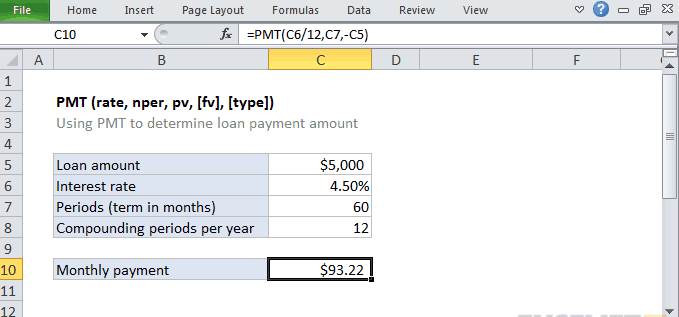 File Home Insert Page Layout Formulas Data Review View
C10 fx =PMT(C6/12,C7,-C5)
A B C D E F
1
2 PMT (rate, nper, pv, [fv], [type])
3 Using PMT to determine loan payment amount
4
5 Loan amount $5,000
6 Interest rate 4.50%
7 Periods (term in months) 60
8 Compounding periods per year 12
9
10 Monthly payment $93.22
11
12